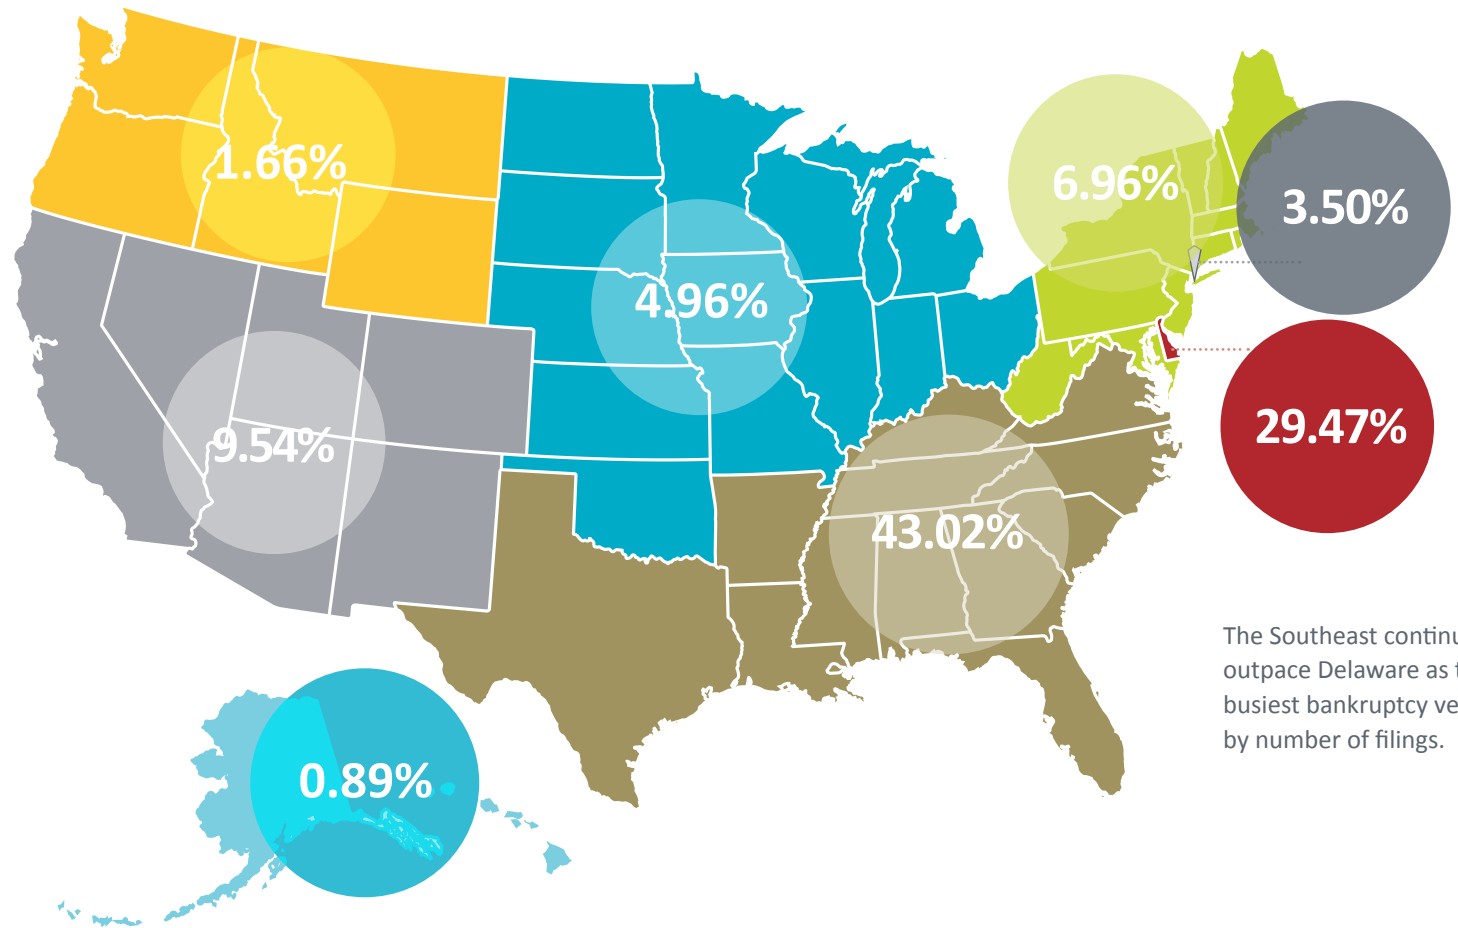 1.66%
6.96%
3.50%
4.96%
29.47%
9.54%
43.02%
0.89%
The Southeast continu
outpace Delaware as t
busiest bankruptcy ve
by number of filings.